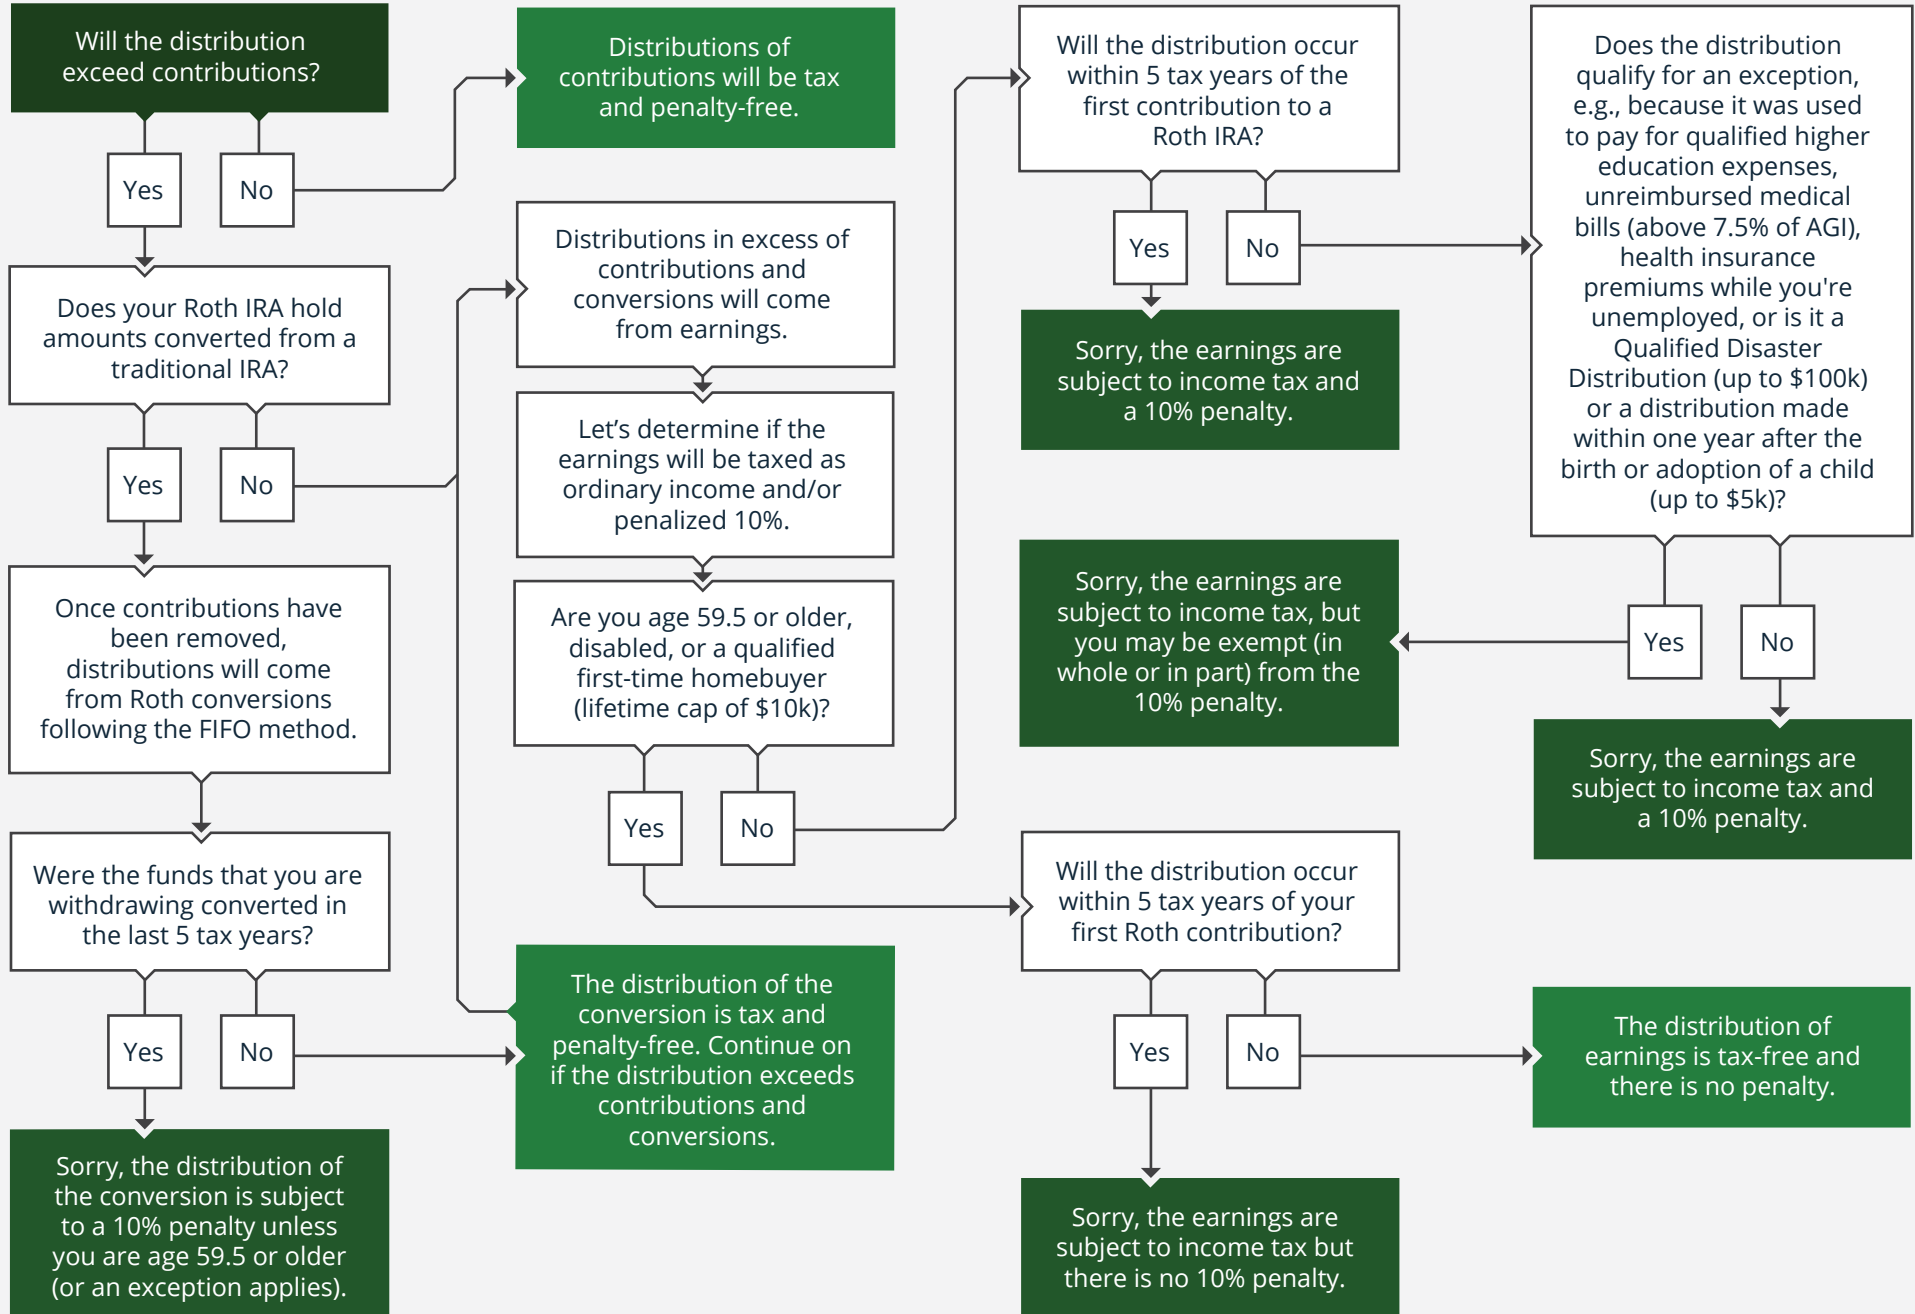 Will the distribution
exceed contributions?
Yes
No
Does your Roth IRA hold
amounts converted from a
traditional IRA?
Yes
No
Once contributions have
been removed,
distributions will come
from Roth conversions
following the FIFO method.
Were the funds that you are
withdrawing converted in
the last 5 tax years?
Yes
No
Sorry, the distribution of
the conversion is subject
to a 10% penalty unless
you are age 59.5 or older
(or an exception applies).
Distributions of
contributions will be tax
and penalty-free.
Distributions in excess of
contributions and
conversions will come
from earnings.
Let’s determine if the
earnings will be taxed as
ordinary income and/or
penalized 10%.
Are you age 59.5 or older,
disabled, or a qualified
first-time homebuyer
(lifetime cap of $10k)?
Yes
No
The distribution of the
conversion is tax and
penalty-free. Continue on
if the distribution exceeds
contributions and
conversions.
Will the distribution occur
within 5 tax years of the
first contribution to a
Roth IRA?
Yes
No
Sorry, the earnings are
subject to income tax and
a 10% penalty.
Sorry, the earnings are
subject to income tax, but
you may be exempt (in
whole or in part) from the
10% penalty.
Will the distribution occur
within 5 tax years of your
first Roth contribution?
Yes
No
Sorry, the earnings are
subject to income tax but
there is no 10% penalty.
Does the distribution
qualify for an exception,
e.g., because it was used
to pay for qualified higher
education expenses,
unreimbursed medical
bills (above 7.5% of AGI),
health insurance
premiums while you're
unemployed, or is it a
Qualified Disaster
Distribution (up to $100k)
or a distribution made
within one year after the
birth or adoption of a child
(up to $5k)?
Yes
No
Sorry, the earnings are
subject to income tax and
a 10% penalty.
The distribution of
earnings is tax-free and
there is no penalty.